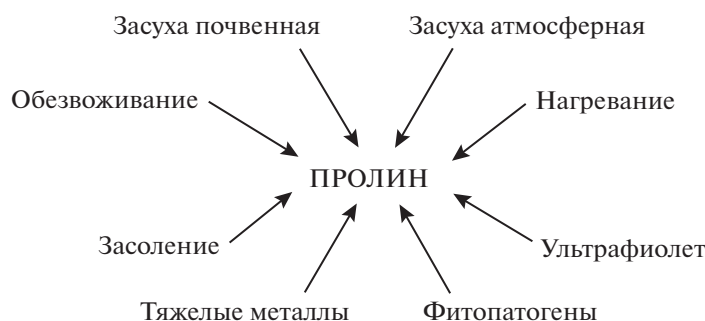 Засуха почвенная
Засуха атмосферная
Обезвоживание
Нагревание
ПРОЛИН
Засоление
Ультрафиолет
Тяжелые металлы
Фитопатогены